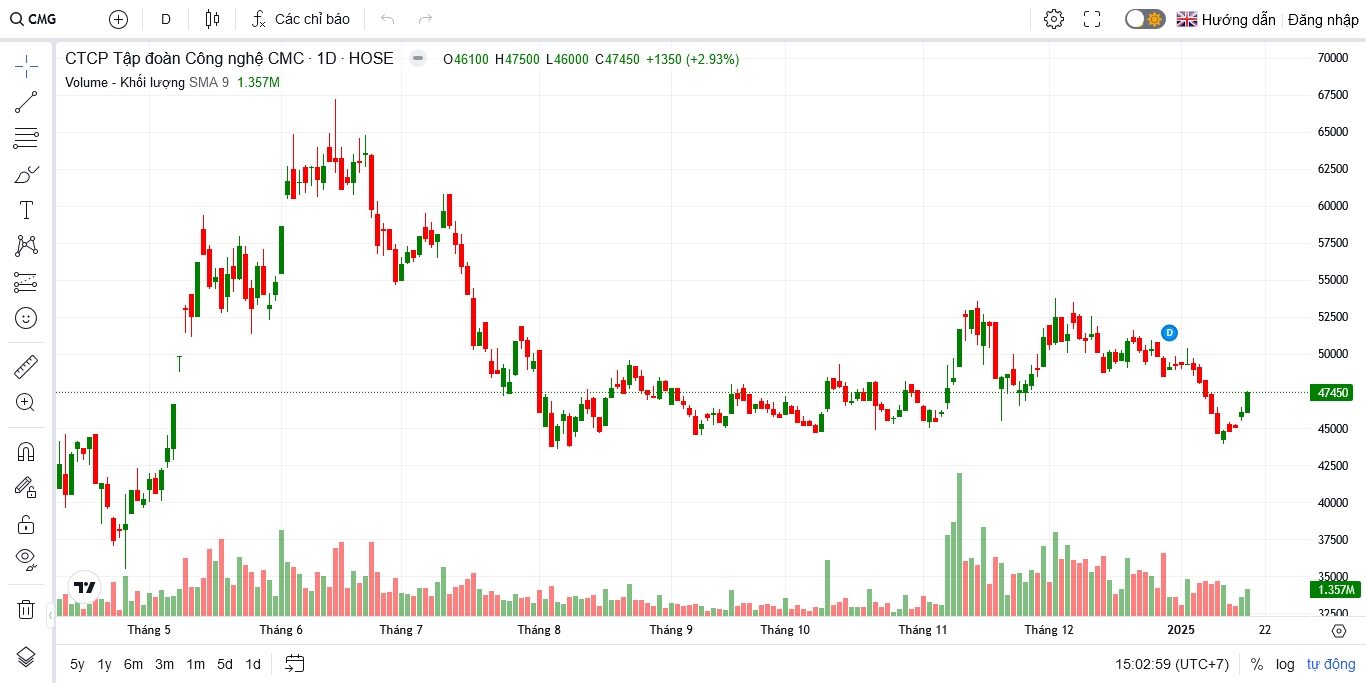 CMG D Các chỉ báo Hướng dẫn Đăng nhập
CTCP Tập đoàn Công nghệ CMC · 1D · HOSE O46100 H47500 L46000 C47450 +1350 (+2.93%)
Volume - Khối lượng SMA 9 1.357M
70000
67500
65000
62500
60000
57500
55000
52500
D
50000
47450
45000
42500
40000
37500
35000
1.357M
32500
Tháng 5 Tháng 6 Tháng 7 Tháng 8 Tháng 9 Tháng 10 Tháng 11 Tháng 12 2025 22
5y 1y 6m 3m 1m 5d 1d 15:02:59 (UTC+7) % log tự động